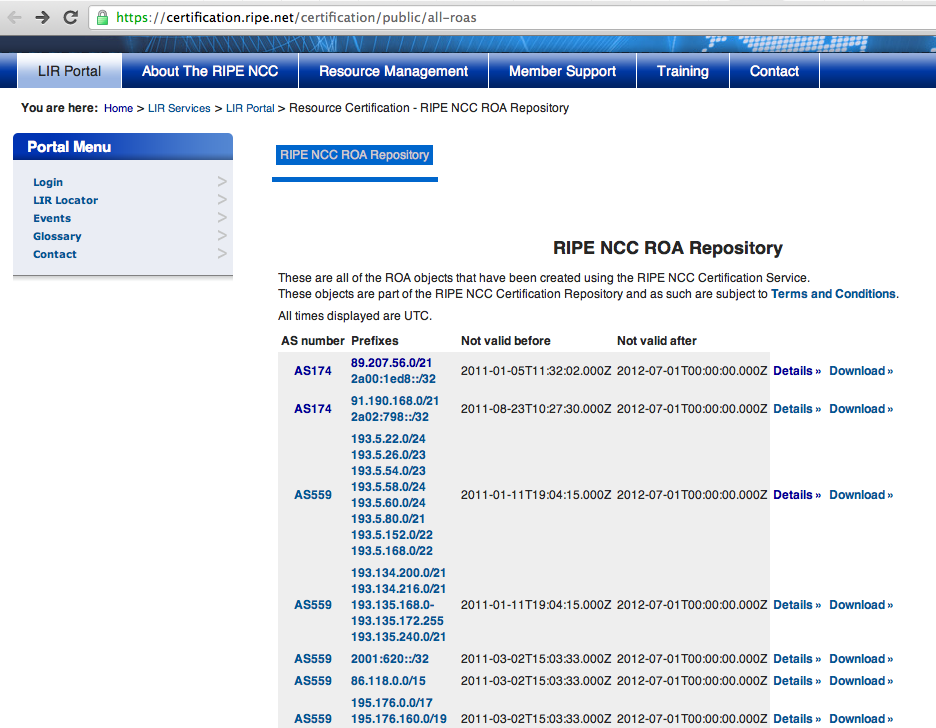 https://certification.ripe.net/certification/public/all-roas
LIR Portal About The RIPE NCC Resource Management Member Support Training Contact
You are here: Home > LIR Services > LIR Portal > Resource Certification - RIPE NCC ROA Repository
Portal Menu
Login >
LIR Locator >
Events >
Glossary >
Contact >
RIPE NCC ROA Repository
RIPE NCC ROA Repository
These are all of the ROA objects that have been created using the RIPE NCC Certification Service.
These objects are part of the RIPE NCC Certification Repository and as such are subject to Terms and Conditions.
All times displayed are UTC.
AS number Prefixes Not valid before Not valid after
89.207.56.0/21
AS174 2011-01-05T11:32:02.000Z 2012-07-01T00:00:00.000Z Details » Download »
2a00:1ed8::/32
91.190.168.0/21
AS174 2011-08-23T10:27:30.000Z 2012-07-01T00:00:00.000Z Details » Download »
2a02:798::/32
193.5.22.0/24
193.5.26.0/23
193.5.54.0/23
193.5.58.0/24
AS559 2011-01-11T19:04:15.000Z 2012-07-01T00:00:00.000Z Details » Download »
193.5.60.0/24
193.5.80.0/21
193.5.152.0/22
193.5.168.0/22
193.134.200.0/21
193.134.216.0/21
AS559 193.135.168.0- 2011-01-11T19:04:15.000Z 2012-07-01T00:00:00.000Z Details » Download »
193.135.172.255
193.135.240.0/21
AS559 2001:620::/32 2011-03-02T15:03:33.000Z 2012-07-01T00:00:00.000Z Details » Download »
AS559 86.118.0.0/15 2011-03-02T15:03:33.000Z 2012-07-01T00:00:00.000Z Details » Download »
195.176.0.0/17
AS559 195.176.160.0/19 2011-03-02T15:03:33.000Z 2012-07-01T00:00:00.000Z Details » Download »